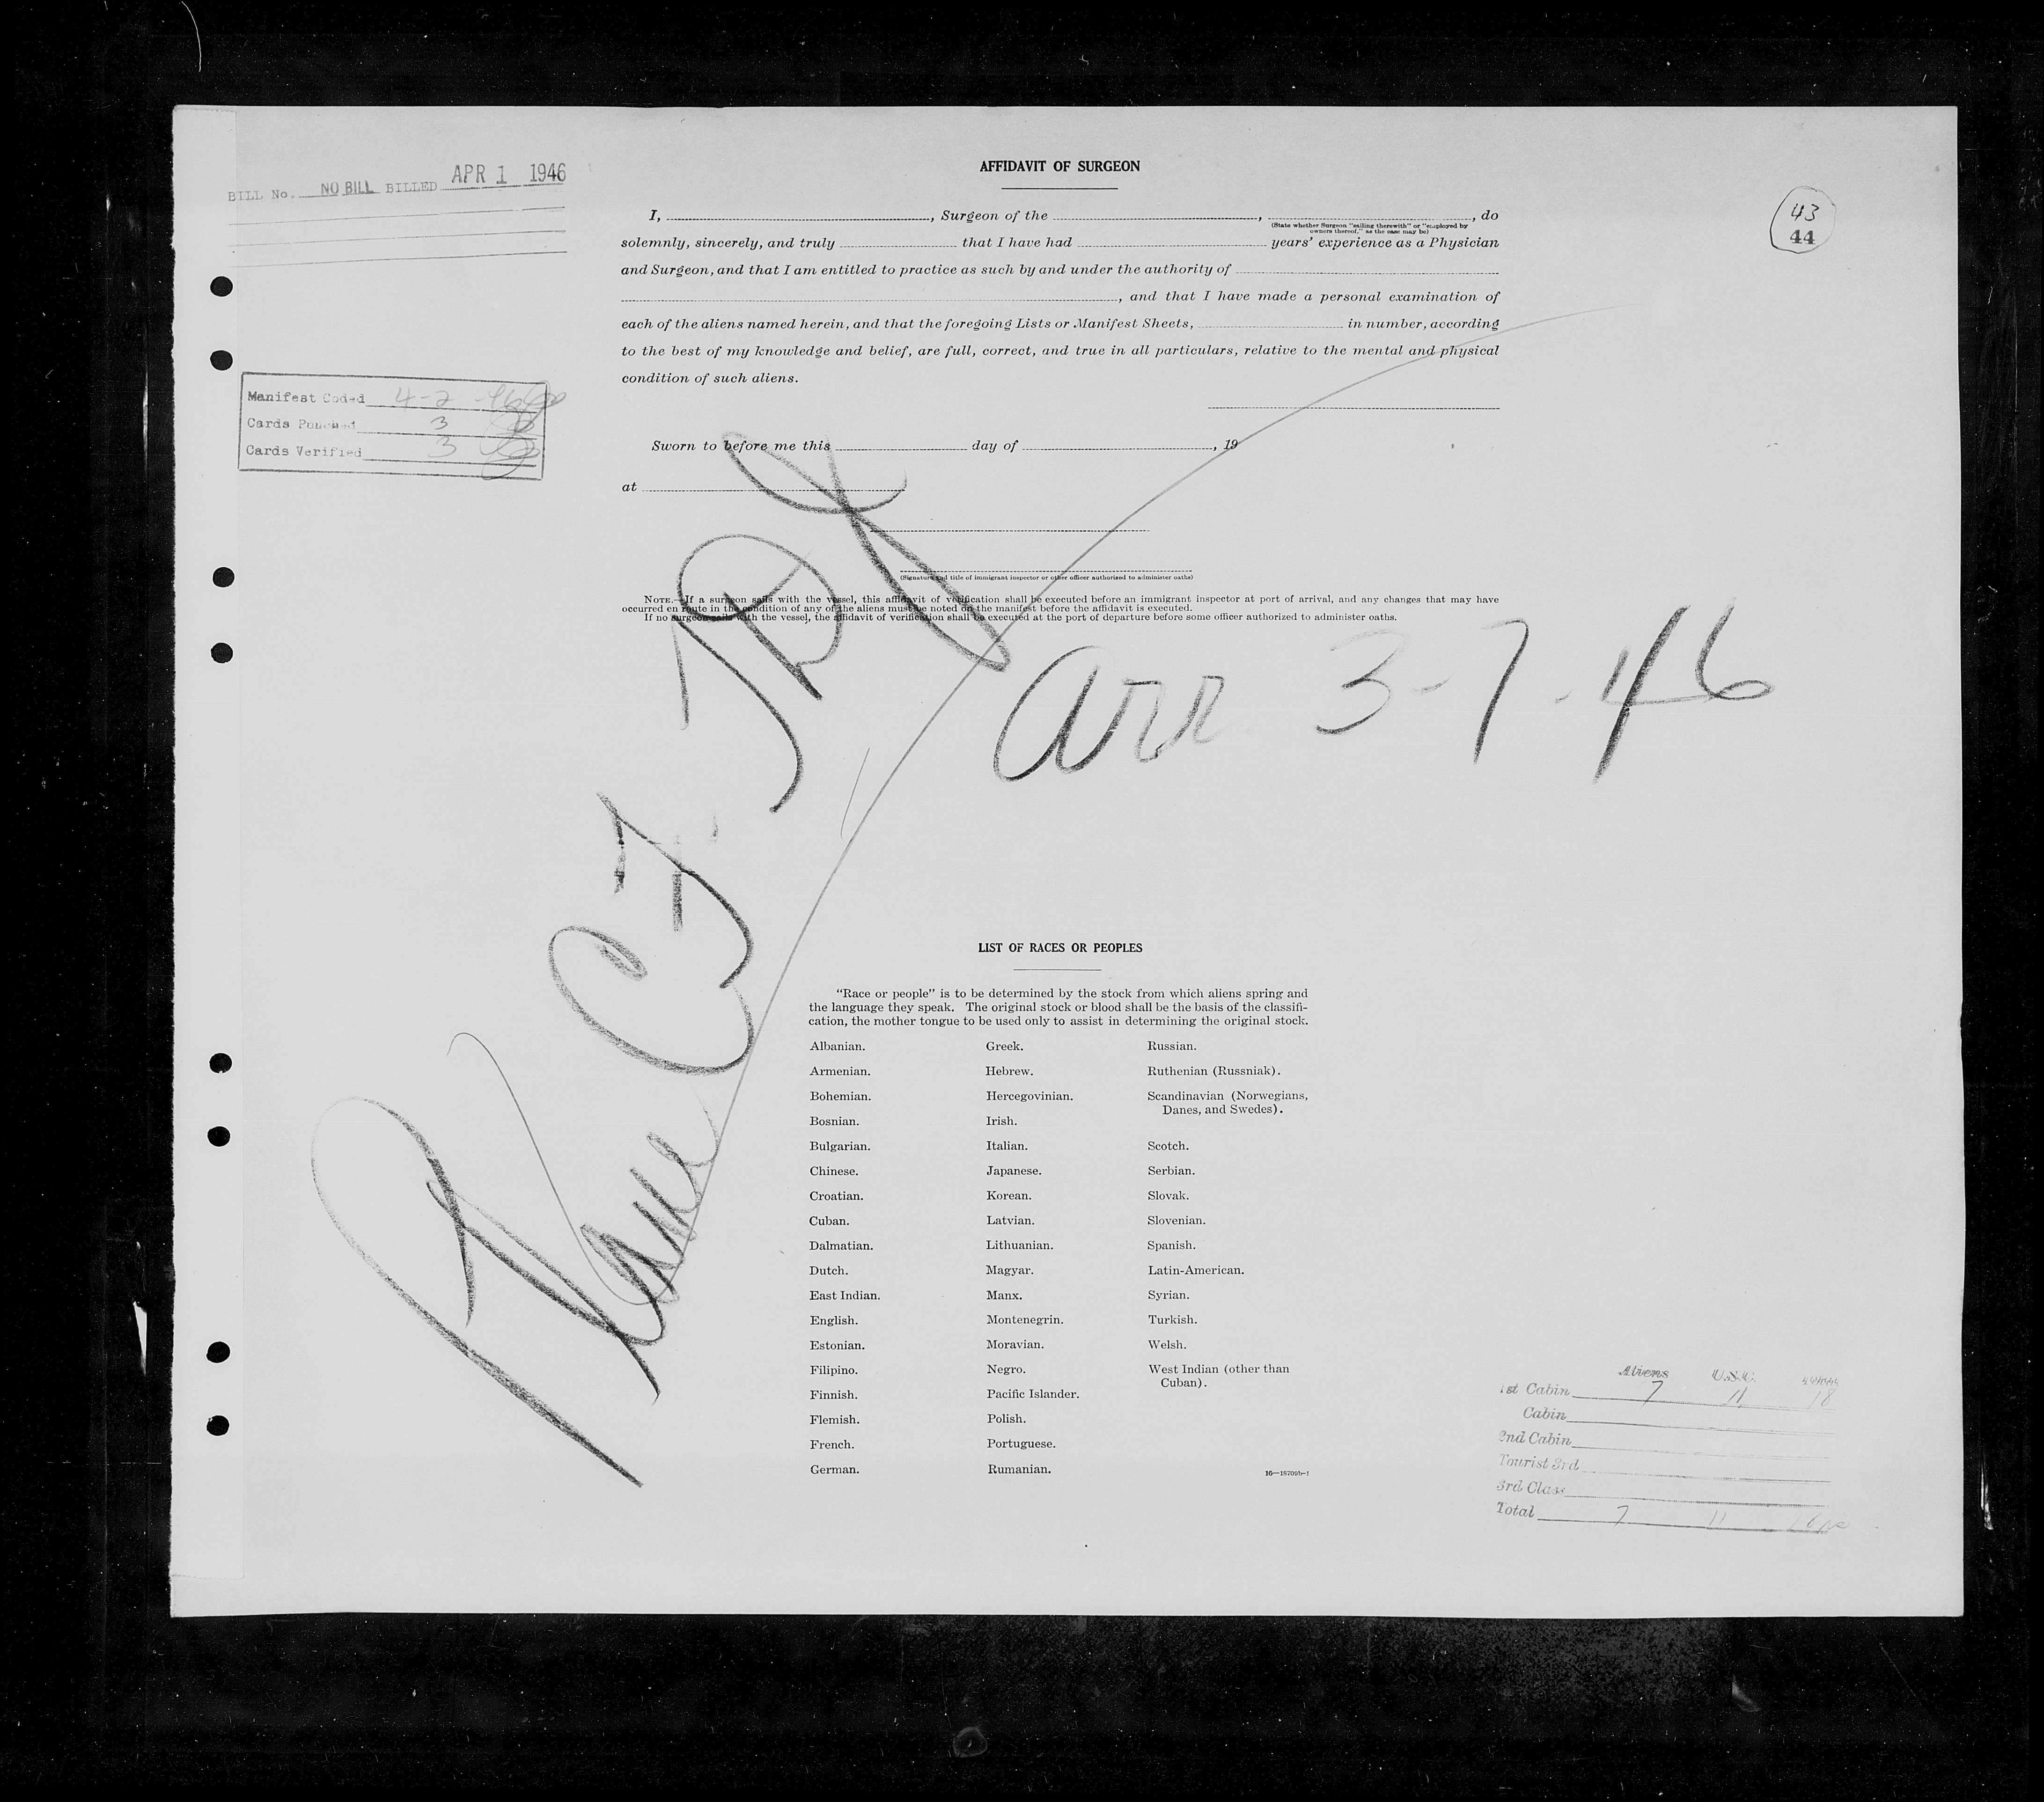 BILL No. NO BILL BILLED APR 1 1946
AFFIDAVIT OF SURGEON
43
44
I, , Surgeon of the , , do
(State whether Surgeon "sailing therewith" or "employed by
owners thereof," as the case may be)
solemnly, sincerely, and truly that I have had years' experience as a Physician
and Surgeon, and that I am entitled to practice as such by and under the authority of
, and that I have made a personal examination of
each of the aliens named herein, and that the foregoing Lists or Manifest Sheets, in number, according
to the best of my knowledge and belief, are full, correct, and true in all particulars, relative to the mental and physical
condition of such aliens.
Manifest Coded 4-2-46
Cards Punched 3
Cards Verified 3
Sworn to before me this day of , 19
at
(Signature and title of immigrant inspector or other officer authorized to administer oaths)
NOTE.—If a surgeon sails with the vessel, this affidavit of verification shall be executed before an immigrant inspector at port of arrival, and any changes that may have
occurred en route in the condition of any of the aliens must be noted on the manifest before the affidavit is executed.
If no surgeon sails with the vessel, the affidavit of verification shall be executed at the port of departure before some officer authorized to administer oaths.
Plane
arr 3-7-46
LIST OF RACES OR PEOPLES
"Race or people" is to be determined by the stock from which aliens spring and
the language they speak. The original stock or blood shall be the basis of the classifi-
cation, the mother tongue to be used only to assist in determining the original stock.
Albanian.
Armenian.
Bohemian.
Bosnian.
Bulgarian.
Chinese.
Croatian.
Cuban.
Dalmatian.
Dutch.
East Indian.
English.
Estonian.
Filipino.
Finnish.
Flemish.
French.
German.
Greek.
Hebrew.
Hercegovinian.
Irish.
Italian.
Japanese.
Korean.
Latvian.
Lithuanian.
Magyar.
Manx.
Montenegrin.
Moravian.
Negro.
Pacific Islander.
Polish.
Portuguese.
Rumanian.
Russian.
Ruthenian (Russniak).
Scandinavian (Norwegians,
Danes, and Swedes).
Scotch.
Serbian.
Slovak.
Slovenian.
Spanish.
Latin-American.
Syrian.
Turkish.
Welsh.
West Indian (other than
Cuban).
Aliens U.S.C.
1st Cabin 7 11 18
Cabin
2nd Cabin
Tourist 3rd
3rd Class
Total 7 11